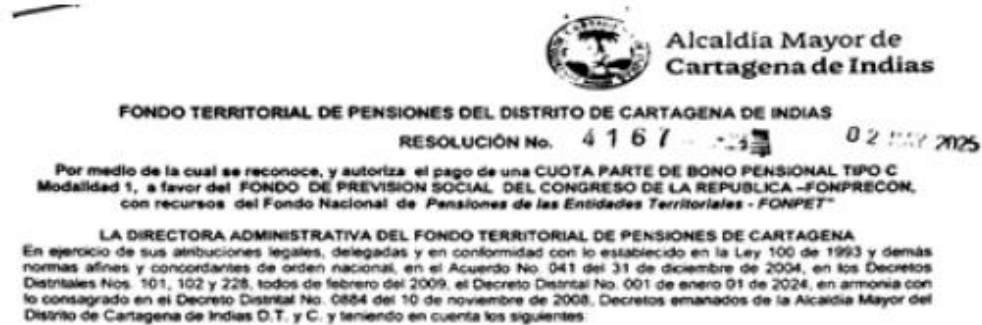 Alcaldía Mayor de
Cartagena de Indias
FONDO TERRITORIAL DE PENSIONES DEL DISTRITO DE CARTAGENA DE INDIAS
RESOLUCIÓN No. 4167 02 MAY 2025
Por medio de la cual se reconoce, y autoriza el pago de una CUOTA PARTE DE BONO PENSIONAL TIPO C
Modalidad 1, a favor del FONDO DE PREVISION SOCIAL DEL CONGRESO DE LA REPUBLICA –FONPRECON,
con recursos del Fondo Nacional de Pensiones de las Entidades Territoriales - FONPET"
LA DIRECTORA ADMINISTRATIVA DEL FONDO TERRITORIAL DE PENSIONES DE CARTAGENA
En ejercicio de sus atribuciones legales, delegadas y en conformidad con lo establecido en la Ley 100 de 1993 y demás
normas afines y concordantes de orden nacional, en el Acuerdo No. 041 del 31 de diciembre de 2004, en los Decretos
Distritales Nos. 101, 102 y 228, todos de febrero del 2009, el Decreto Distrital No. 001 de enero 01 de 2024, en armonía con
lo consagrado en el Decreto Distrital No. 0884 del 10 de noviembre de 2008, Decretos emanados de la Alcaldía Mayor del
Distrito de Cartagena de Indias D.T. y C. y teniendo en cuenta los siguientes: